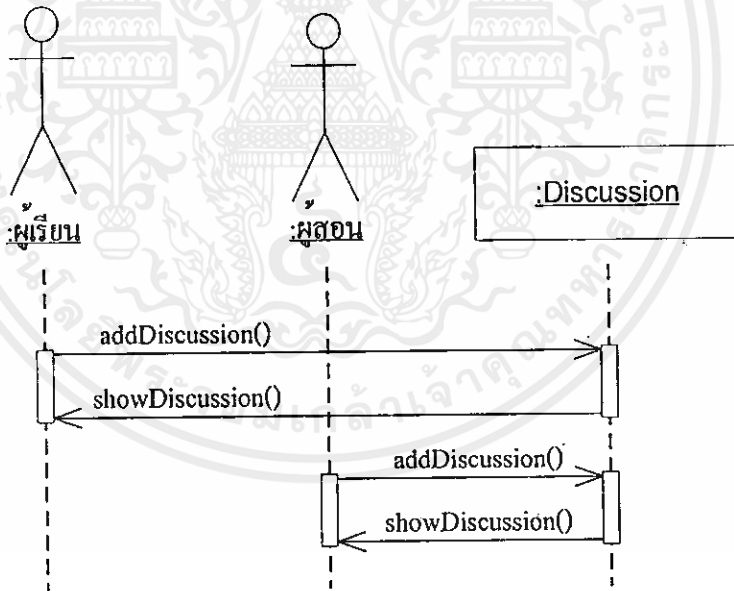 :ผู้เรียน
:ผู้สอน
:Discussion
addDiscussion()
showDiscussion()
addDiscussion()
showDiscussion()